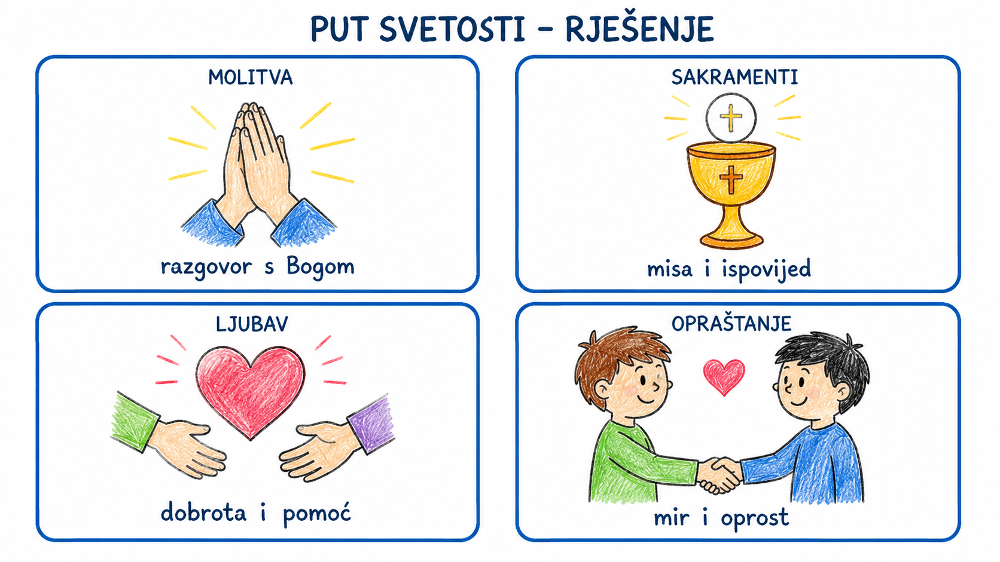 PUT SVETOSTI – RJEŠENJE
MOLITVA
razgovor s Bogom
SAKRAMENTI
misa i ispovijed
LJUBAV
dobrota i pomoć
OPRAŠTANJE
mir i oprost